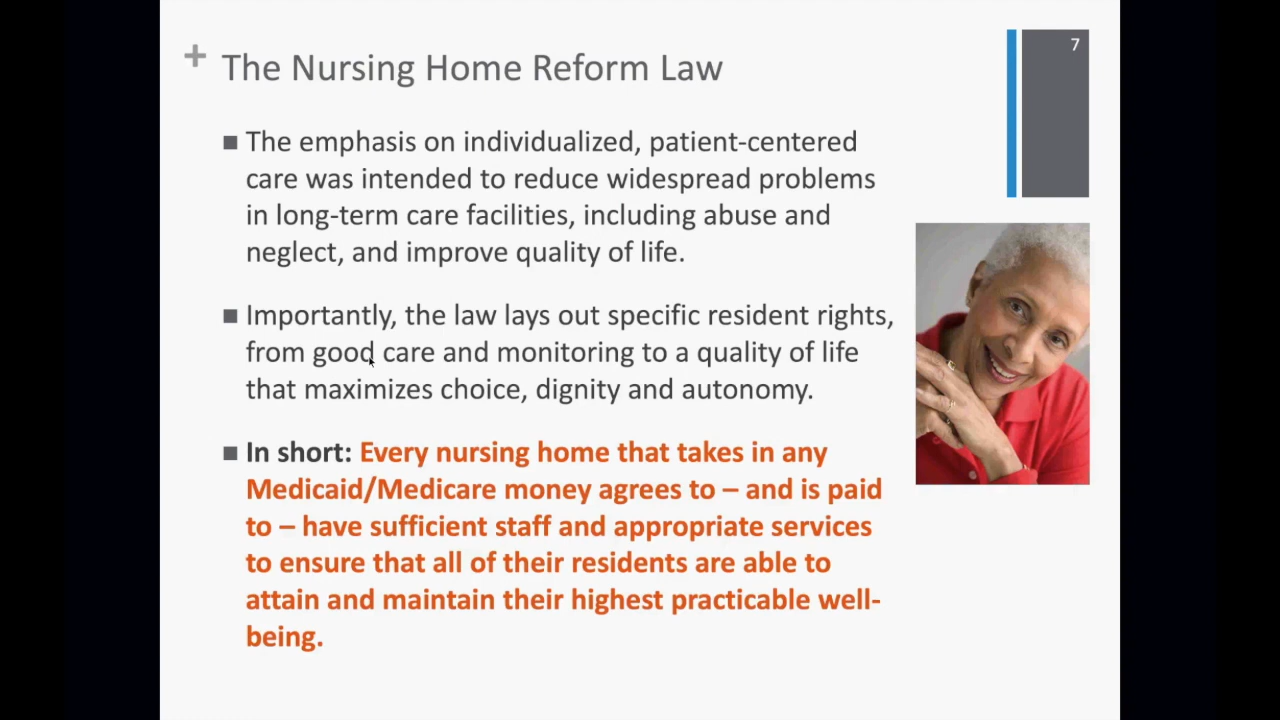 7
+ The Nursing Home Reform Law
■ The emphasis on individualized, patient-centered
care was intended to reduce widespread problems
in long-term care facilities, including abuse and
neglect, and improve quality of life.
■ Importantly, the law lays out specific resident rights,
from good care and monitoring to a quality of life
that maximizes choice, dignity and autonomy.
■ In short: Every nursing home that takes in any
Medicaid/Medicare money agrees to – and is paid
to – have sufficient staff and appropriate services
to ensure that all of their residents are able to
attain and maintain their highest practicable well-
being.